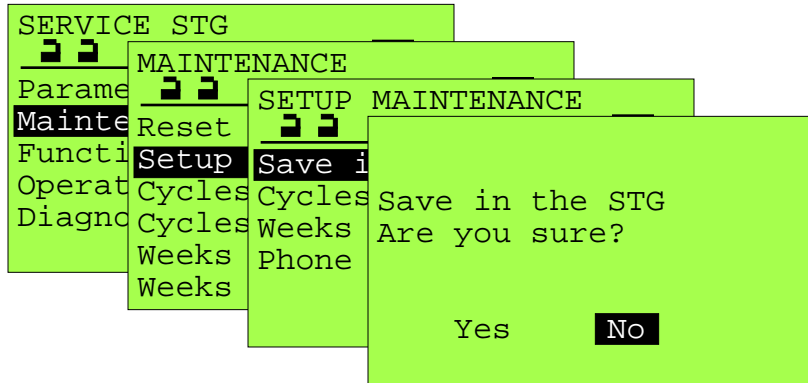 SERVICE STG
Parame
Mainte
Functi
Operat
Diagno
MAINTENANCE
Reset
Setup
Cycles
Cycles
Weeks
Weeks
SETUP MAINTENANCE
Save i
Cycles
Weeks
Phone
Save in the STG
Are you sure?
Yes No